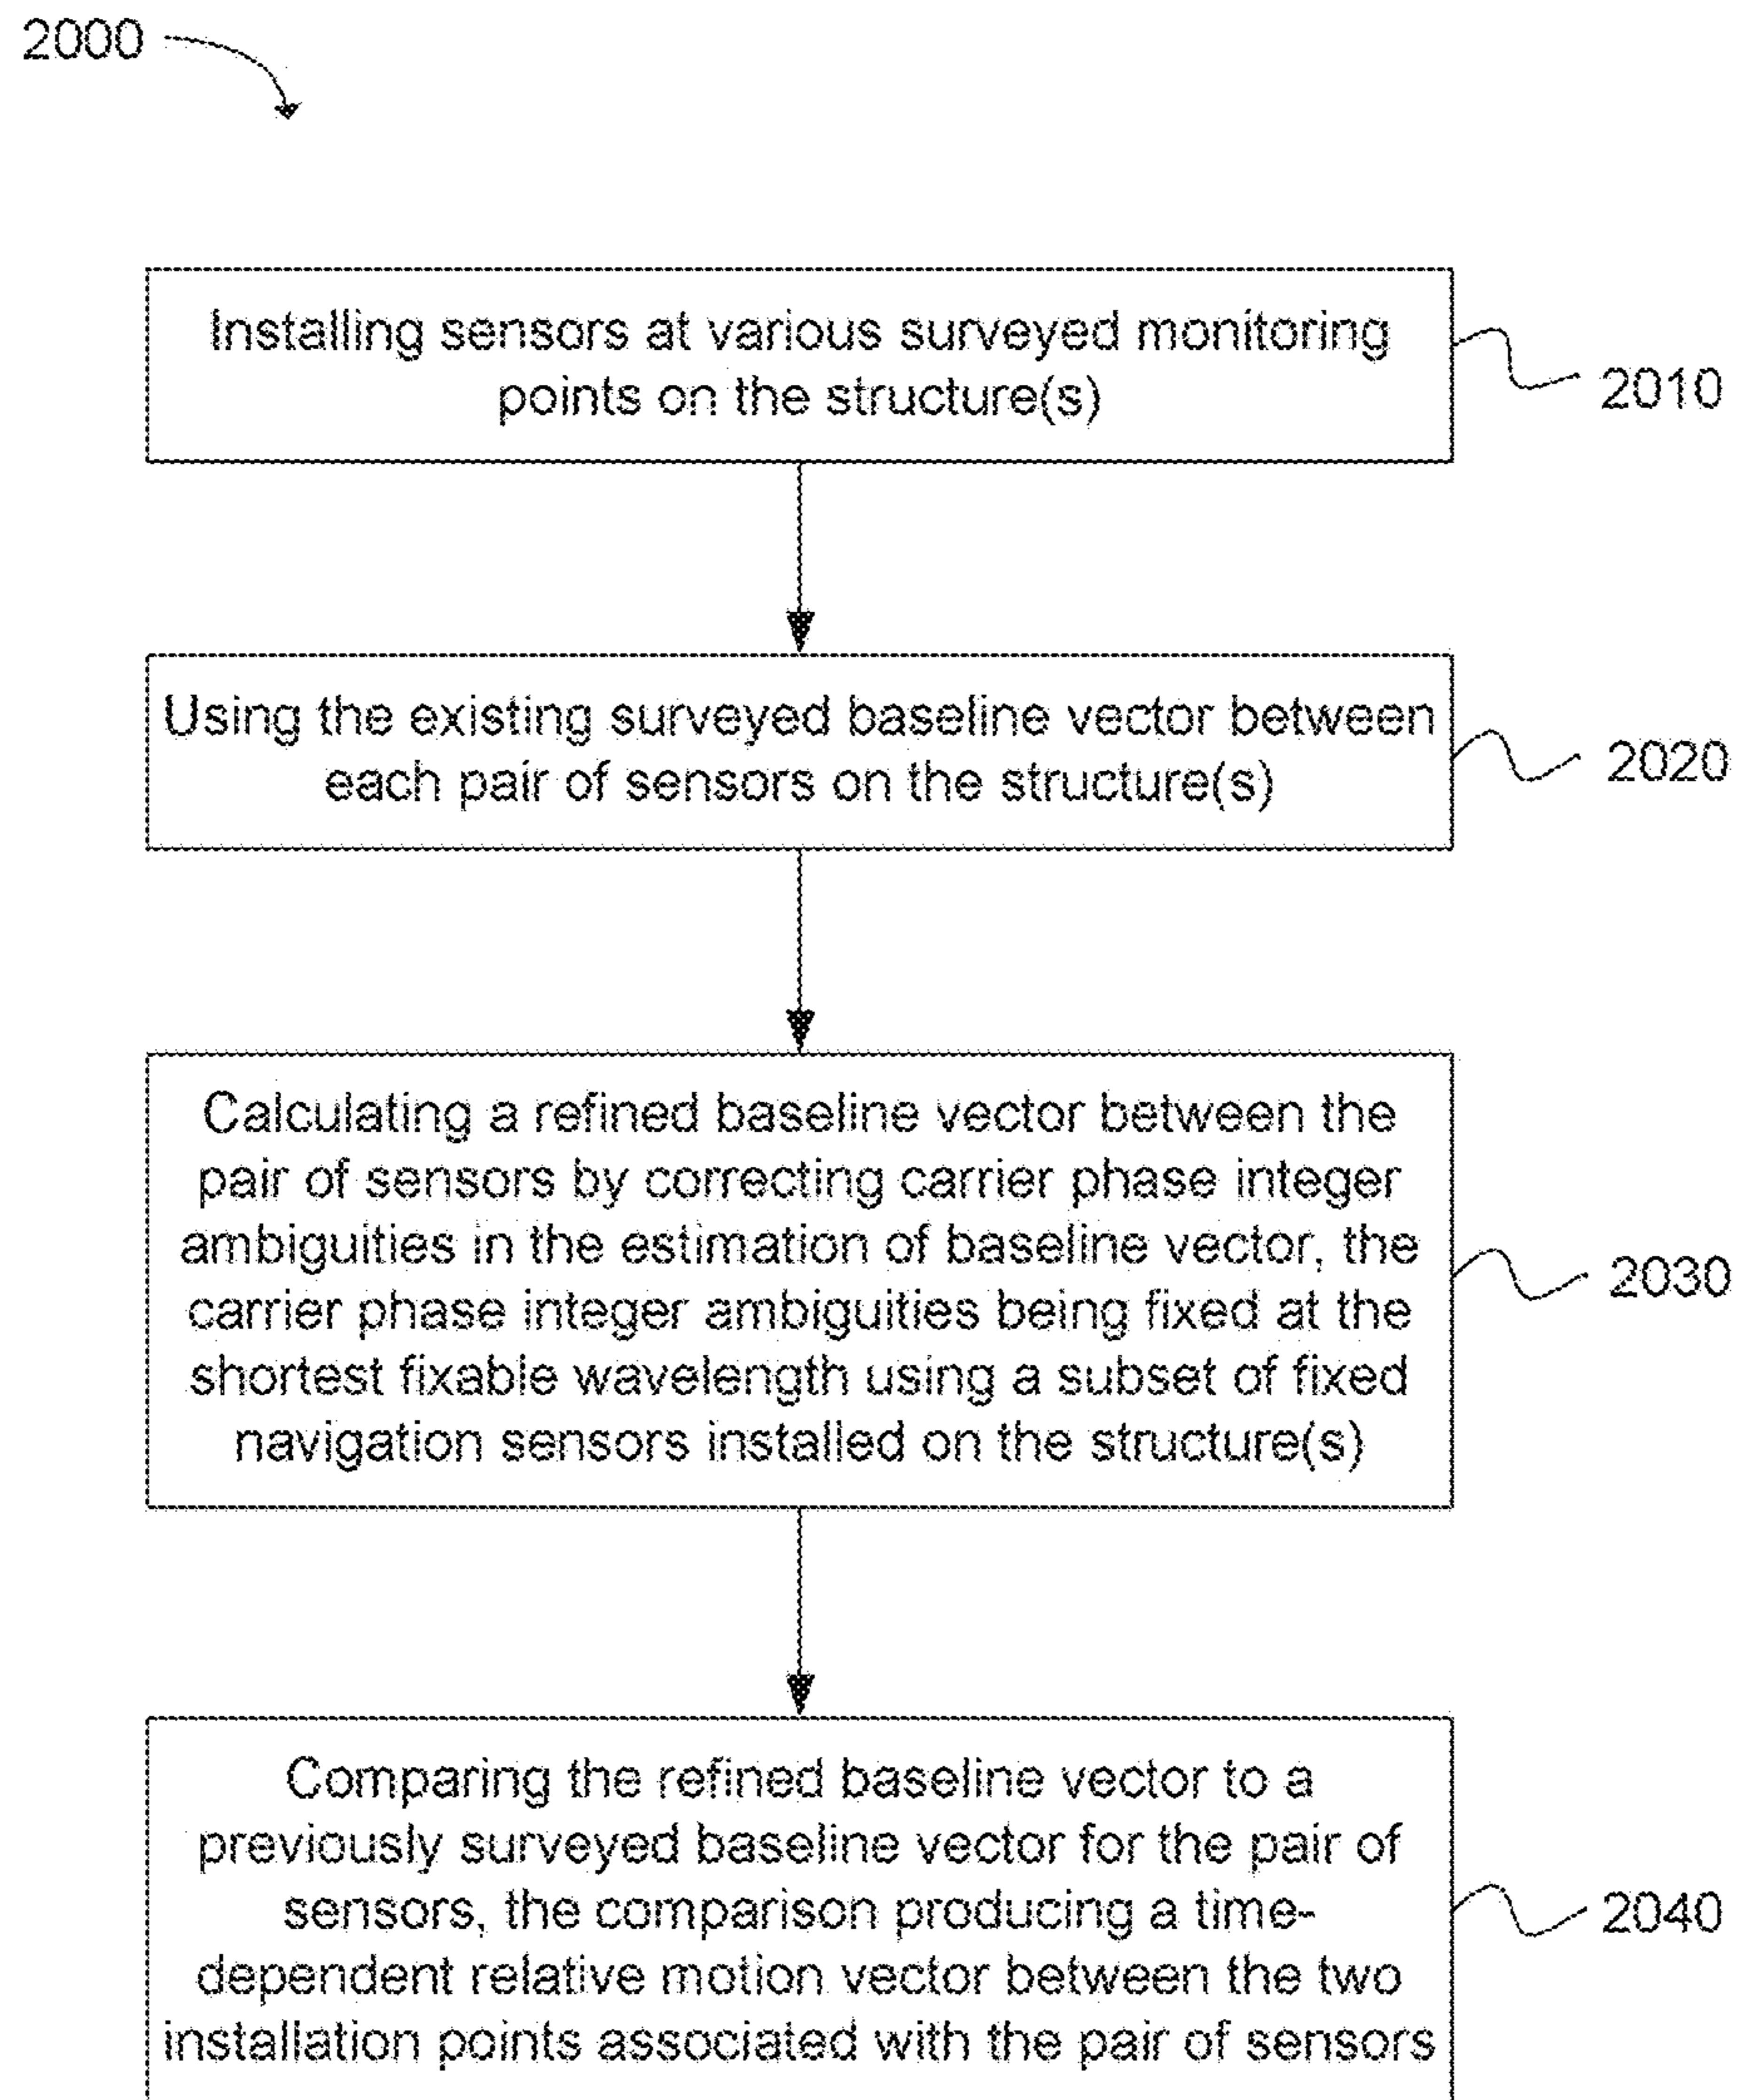 2000
Installing sensors at various surveyed monitoring
points on the structure(s)
2010
Using the existing surveyed baseline vector between
each pair of sensors on the structure(s)
2020
Calculating a refined baseline vector between the
pair of sensors by correcting carrier phase integer
ambiguities in the estimation of baseline vector, the
carrier phase integer ambiguities being fixed at the
shortest fixable wavelength using a subset of fixed
navigation sensors installed on the structure(s)
2030
Comparing the refined baseline vector to a
previously surveyed baseline vector for the pair of
sensors, the comparison producing a time-
dependent relative motion vector between the two
installation points associated with the pair of sensors
2040